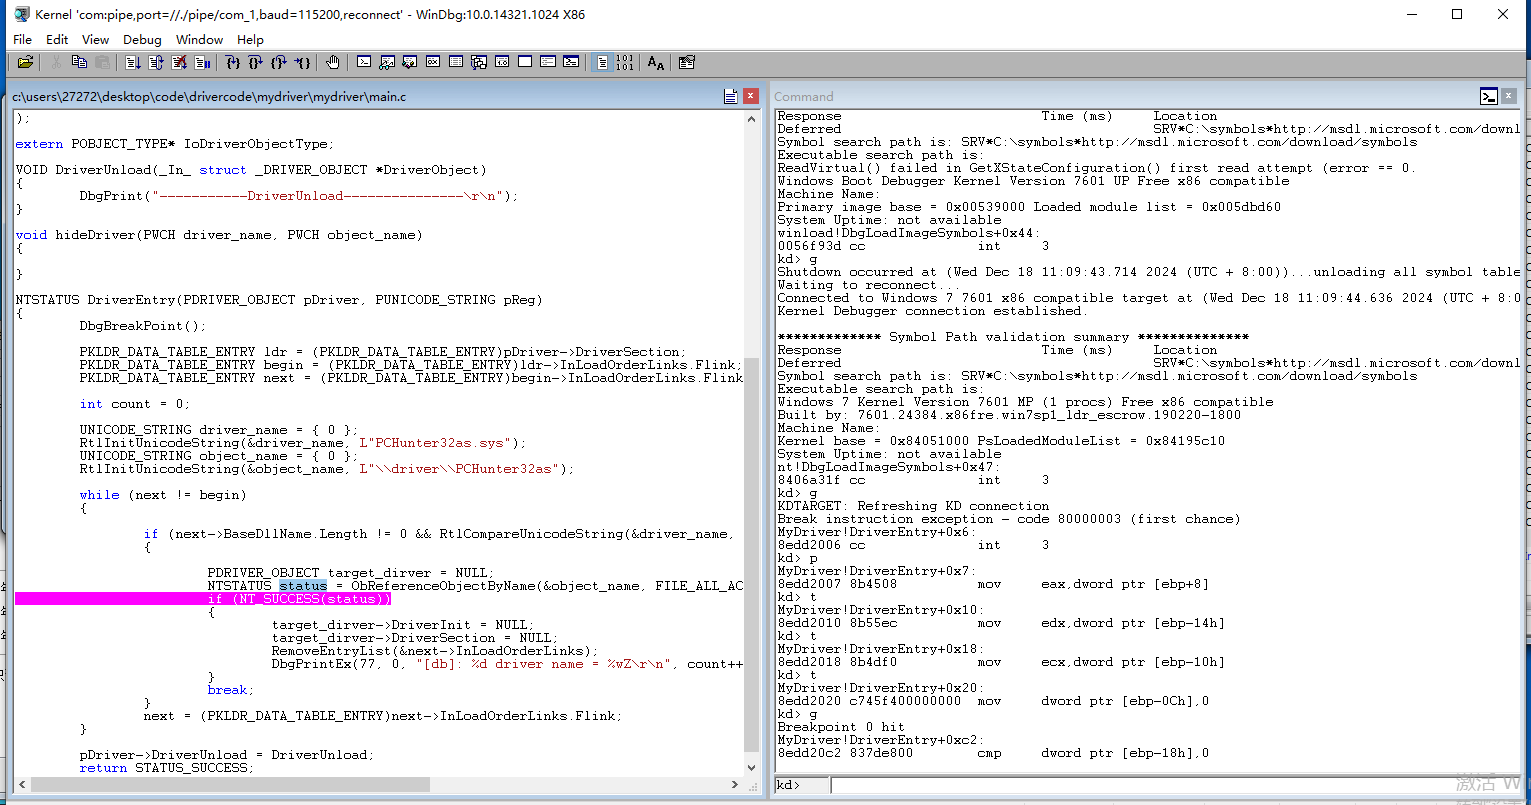 Kernel 'com:pipe,port=//./pipe/com_1,baud=115200,reconnect' - WinDbg:10.0.14321.1024 X86
File Edit View Debug Window Help
c:\users\27272\desktop\code\drivercode\mydriver\mydriver\main.c
);
extern POBJECT_TYPE* IoDriverObjectType;
VOID DriverUnload(_In_ struct _DRIVER_OBJECT *DriverObject)
{
DbgPrint("-----------DriverUnload---------------\r\n");
}
void hideDriver(PWCH driver_name, PWCH object_name)
{
}
NTSTATUS DriverEntry(PDRIVER_OBJECT pDriver, PUNICODE_STRING pReg)
{
DbgBreakPoint();
PKLDR_DATA_TABLE_ENTRY ldr = (PKLDR_DATA_TABLE_ENTRY)pDriver->DriverSection;
PKLDR_DATA_TABLE_ENTRY begin = (PKLDR_DATA_TABLE_ENTRY)ldr->InLoadOrderLinks.Flink;
PKLDR_DATA_TABLE_ENTRY next = (PKLDR_DATA_TABLE_ENTRY)begin->InLoadOrderLinks.Flink
int count = 0;
UNICODE_STRING driver_name = { 0 };
RtlInitUnicodeString(&driver_name, L"PCHunter32as.sys");
UNICODE_STRING object_name = { 0 };
RtlInitUnicodeString(&object_name, L"\\driver\\PCHunter32as");
while (next != begin)
{
if (next->BaseDllName.Length != 0 && RtlCompareUnicodeString(&driver_name,
{
PDRIVER_OBJECT target_dirver = NULL;
NTSTATUS status = ObReferenceObjectByName(&object_name, FILE_ALL_AC
if (NT_SUCCESS(status))
{
target_dirver->DriverInit = NULL;
target_dirver->DriverSection = NULL;
RemoveEntryList(&next->InLoadOrderLinks);
DbgPrintEx(77, 0, "[db]: %d driver name = %wZ\r\n", count++
}
break;
}
next = (PKLDR_DATA_TABLE_ENTRY)next->InLoadOrderLinks.Flink;
}
pDriver->DriverUnload = DriverUnload;
return STATUS_SUCCESS;
Command
Response Time (ms) Location
Deferred SRV*C:\symbols*http://msdl.microsoft.com/downl
Symbol search path is: SRV*C:\symbols*http://msdl.microsoft.com/download/symbols
Executable search path is:
ReadVirtual() failed in GetXStateConfiguration() first read attempt (error == 0.
Windows Boot Debugger Kernel Version 7601 UP Free x86 compatible
Machine Name:
Primary image base = 0x00539000 Loaded module list = 0x005dbd60
System Uptime: not available
winload!DbgLoadImageSymbols+0x44:
0056f93d cc int 3
kd> g
Shutdown occurred at (Wed Dec 18 11:09:43.714 2024 (UTC + 8:00))...unloading all symbol table
Waiting to reconnect...
Connected to Windows 7 7601 x86 compatible target at (Wed Dec 18 11:09:44.636 2024 (UTC + 8:0
Kernel Debugger connection established.
************* Symbol Path validation summary **************
Response Time (ms) Location
Deferred SRV*C:\symbols*http://msdl.microsoft.com/downl
Symbol search path is: SRV*C:\symbols*http://msdl.microsoft.com/download/symbols
Executable search path is:
Windows 7 Kernel Version 7601 MP (1 procs) Free x86 compatible
Built by: 7601.24384.x86fre.win7sp1_ldr_escrow.190220-1800
Machine Name:
Kernel base = 0x84051000 PsLoadedModuleList = 0x84195c10
System Uptime: not available
nt!DbgLoadImageSymbols+0x47:
8406a31f cc int 3
kd> g
KDTARGET: Refreshing KD connection
Break instruction exception - code 80000003 (first chance)
MyDriver!DriverEntry+0x6:
8edd2006 cc int 3
kd> p
MyDriver!DriverEntry+0x7:
8edd2007 8b4508 mov eax,dword ptr [ebp+8]
kd> t
MyDriver!DriverEntry+0x10:
8edd2010 8b55ec mov edx,dword ptr [ebp-14h]
kd> t
MyDriver!DriverEntry+0x18:
8edd2018 8b4df0 mov ecx,dword ptr [ebp-10h]
kd> t
MyDriver!DriverEntry+0x20:
8edd2020 c745f400000000 mov dword ptr [ebp-0Ch],0
kd> g
Breakpoint 0 hit
MyDriver!DriverEntry+0xc2:
8edd20c2 837de800 cmp dword ptr [ebp-18h],0
kd>
激活 W